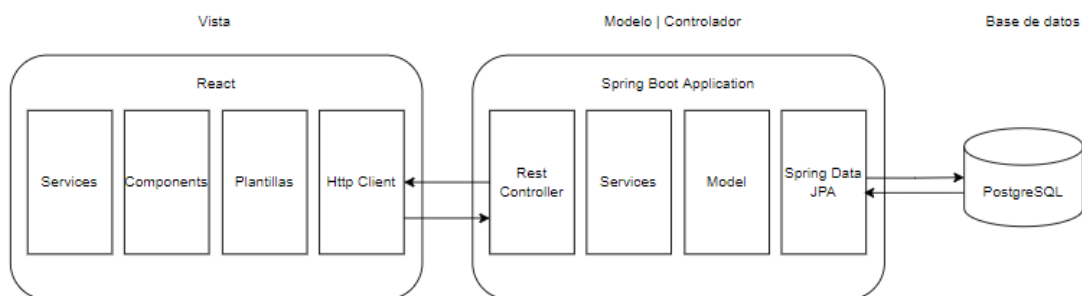 Vista
Modelo | Controlador
Base de datos
React
Spring Boot Application
Services
Components
Plantillas
Http Client
Rest
Controller
Services
Model
Spring Data
JPA
PostgreSQL